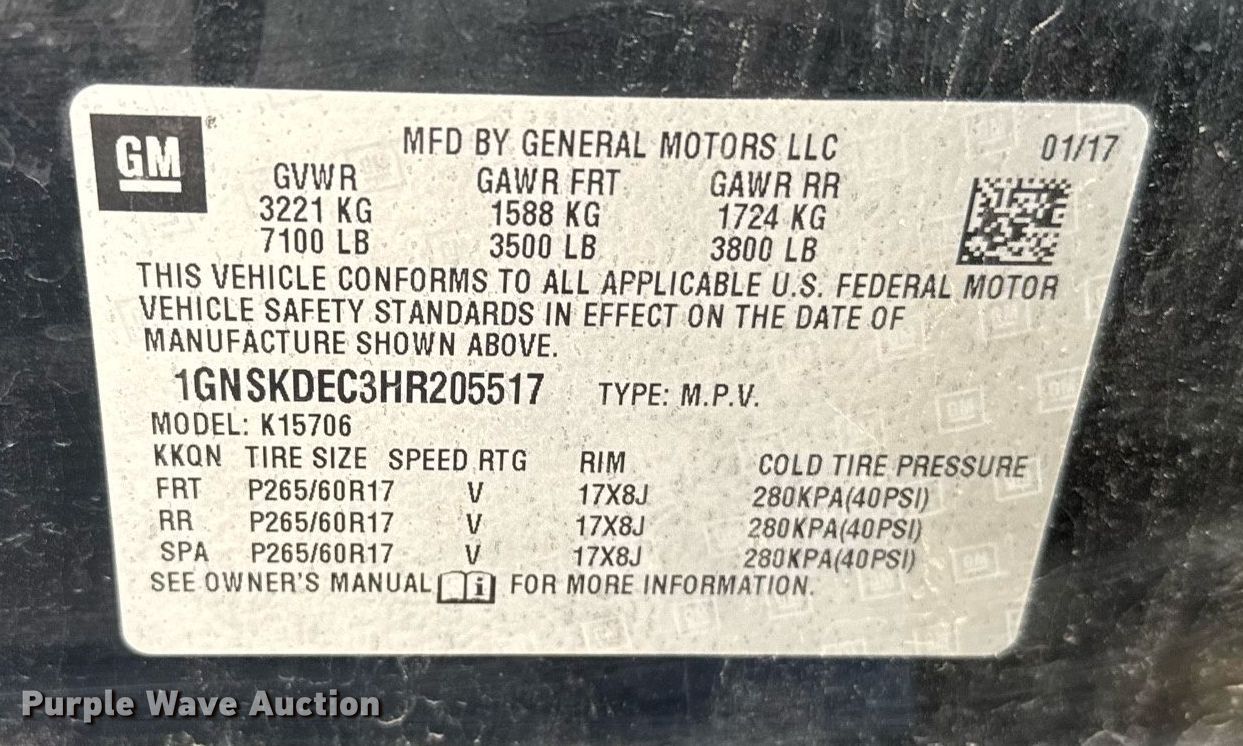 GM
MFD BY GENERAL MOTORS LLC 01/17
GVWR GAWR FRT GAWR RR
3221 KG 1588 KG 1724 KG
7100 LB 3500 LB 3800 LB
THIS VEHICLE CONFORMS TO ALL APPLICABLE U.S. FEDERAL MOTOR
VEHICLE SAFETY STANDARDS IN EFFECT ON THE DATE OF
MANUFACTURE SHOWN ABOVE.
1GNSKDEC3HR205517 TYPE: M.P.V.
MODEL: K15706
KKQN TIRE SIZE SPEED RTG RIM COLD TIRE PRESSURE
FRT P265/60R17 V 17X8J 280KPA(40PSI)
RR P265/60R17 V 17X8J 280KPA(40PSI)
SPA P265/60R17 V 17X8J 280KPA(40PSI)
SEE OWNER'S MANUAL i FOR MORE INFORMATION.
Purple Wave Auction